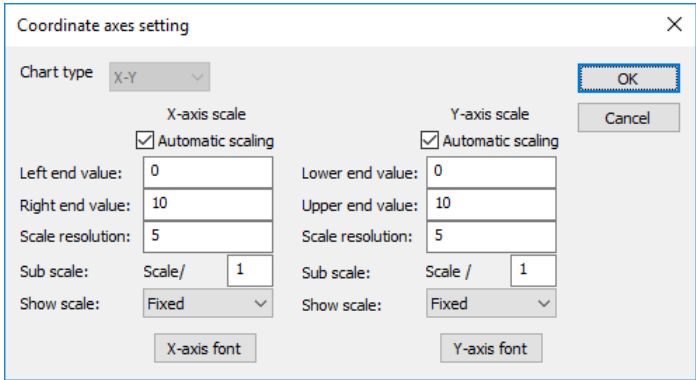 Coordinate axes setting
Chart type X-Y OK
X-axis scale Y-axis scale Cancel
Automatic scaling Automatic scaling
Left end value: 0 Lower end value: 0
Right end value: 10 Upper end value: 10
Scale resolution: 5 Scale resolution: 5
Sub scale: Scale/ 1 Sub scale: Scale / 1
Show scale: Fixed Show scale: Fixed
X-axis font Y-axis font